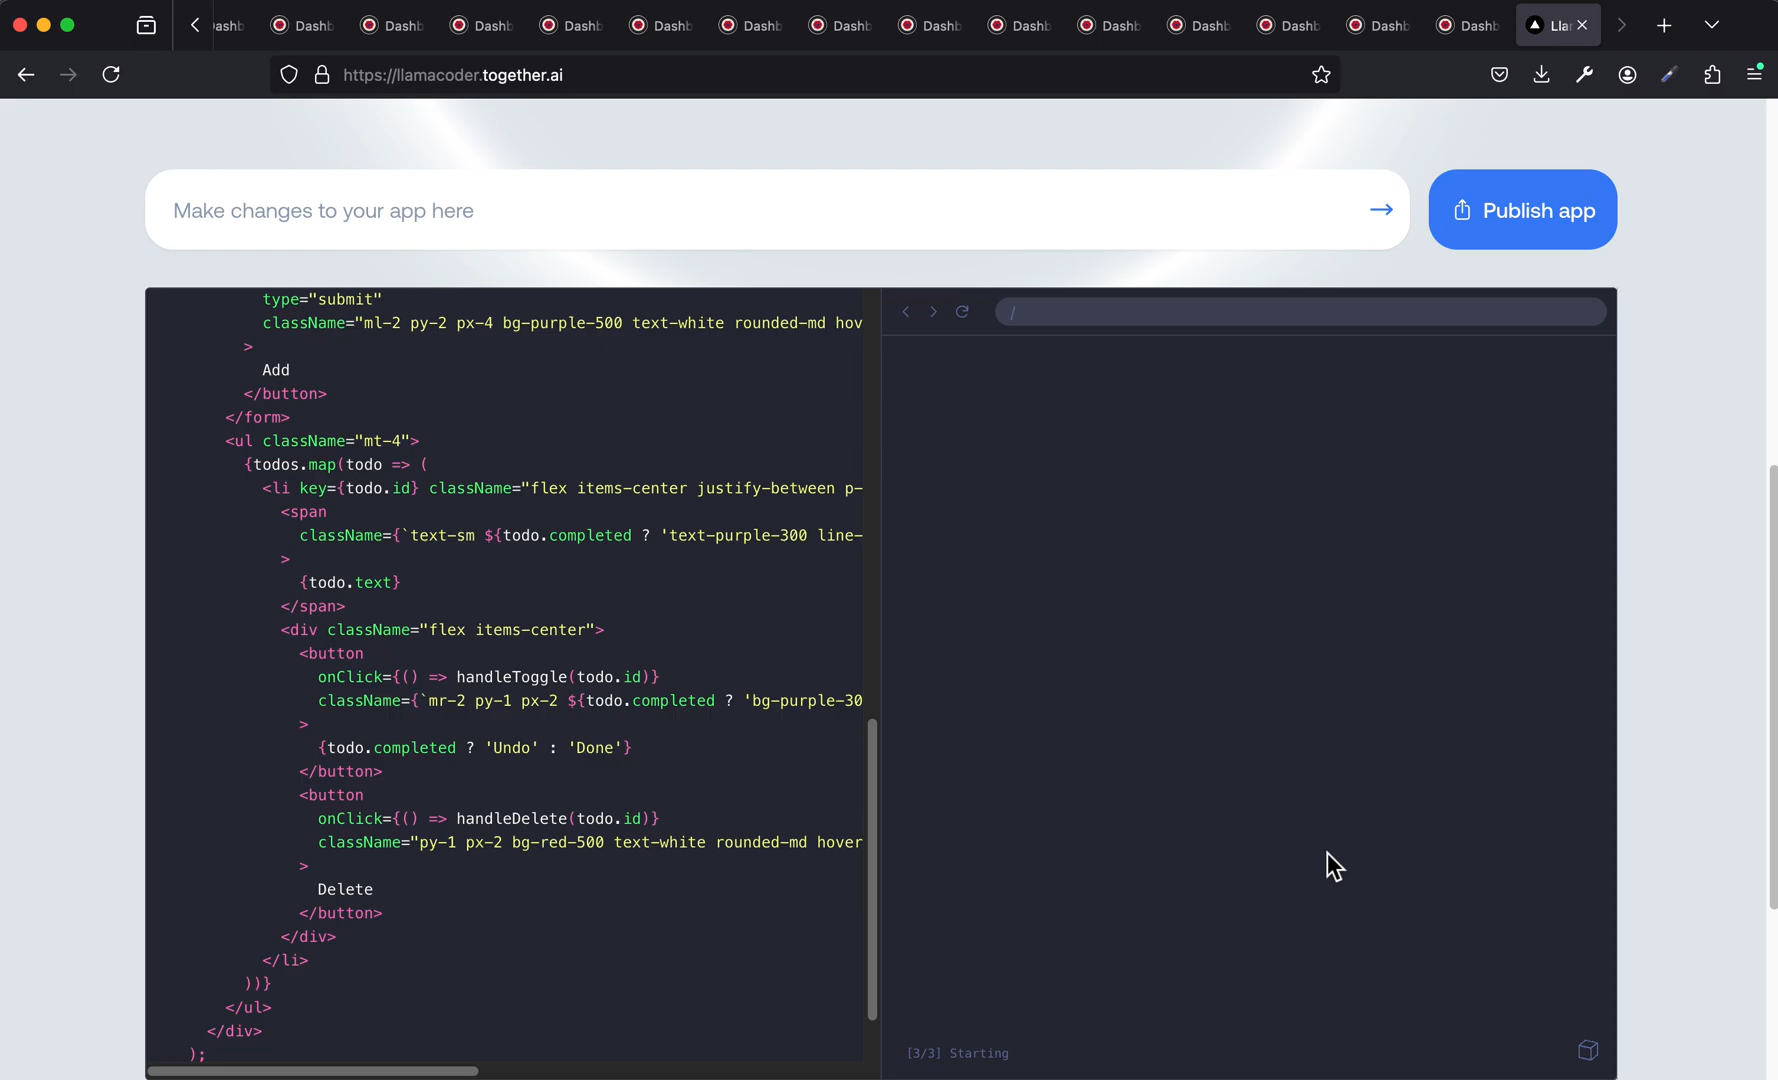 Dashb
Dashb
Dashb
Dashb
Dashb
Dashb
Dashb
Dashb
Dashb
Dashb
Dashb
Dashb
Dashb
Dashb
Llar
https://llamacoder.together.ai
Make changes to your app here
Publish app
type="submit"
className="ml-2 py-2 px-4 bg-purple-500 text-white rounded-md hov
>
Add
</button>
</form>
<ul className="mt-4">
{todos.map(todo => (
<li key={todo.id} className="flex items-center justify-between p-
<span
className={`text-sm ${todo.completed ? 'text-purple-300 line-
>
{todo.text}
</span>
<div className="flex items-center">
<button
onClick={() => handleToggle(todo.id)}
className={`mr-2 py-1 px-2 ${todo.completed ? 'bg-purple-30
>
{todo.completed ? 'Undo' : 'Done'}
</button>
<button
onClick={() => handleDelete(todo.id)}
className="py-1 px-2 bg-red-500 text-white rounded-md hover
>
Delete
</button>
</div>
</li>
))}
</ul>
</div>
);
/
[3/3] Starting